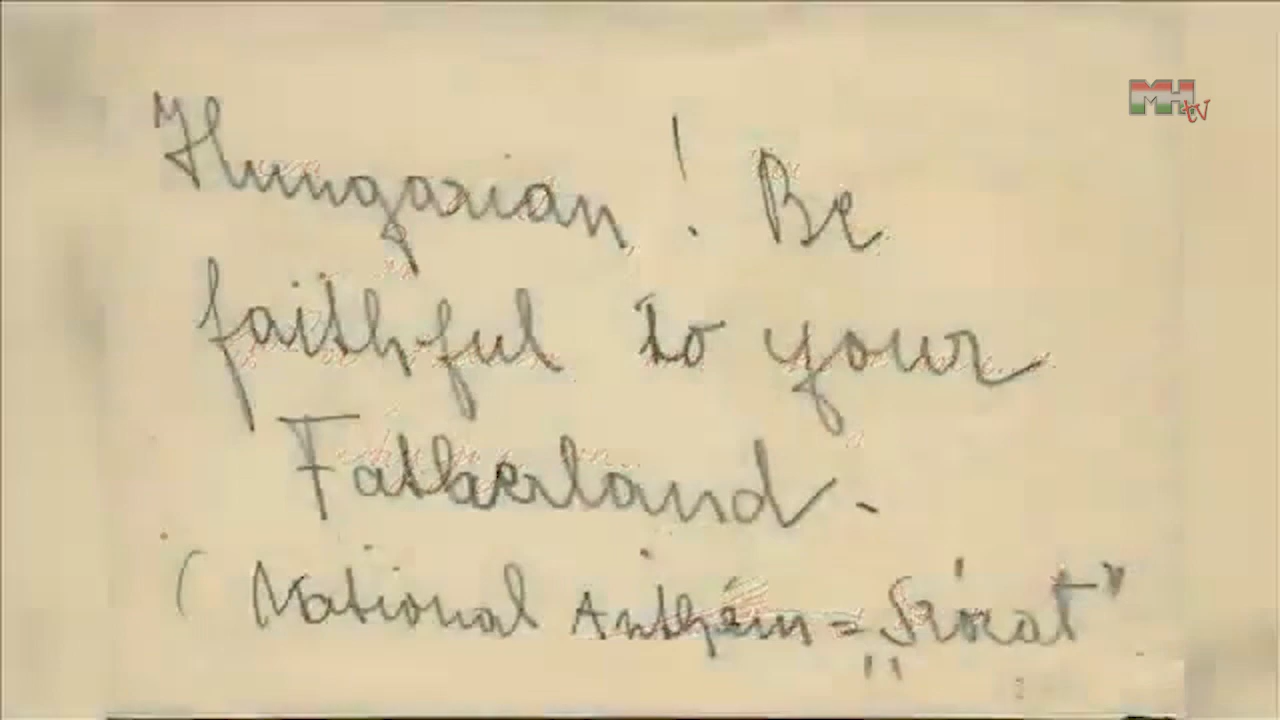 MH tv
Hungarian! Be
faithful to your
Fatherland.
(National Anthem = „Szózat"